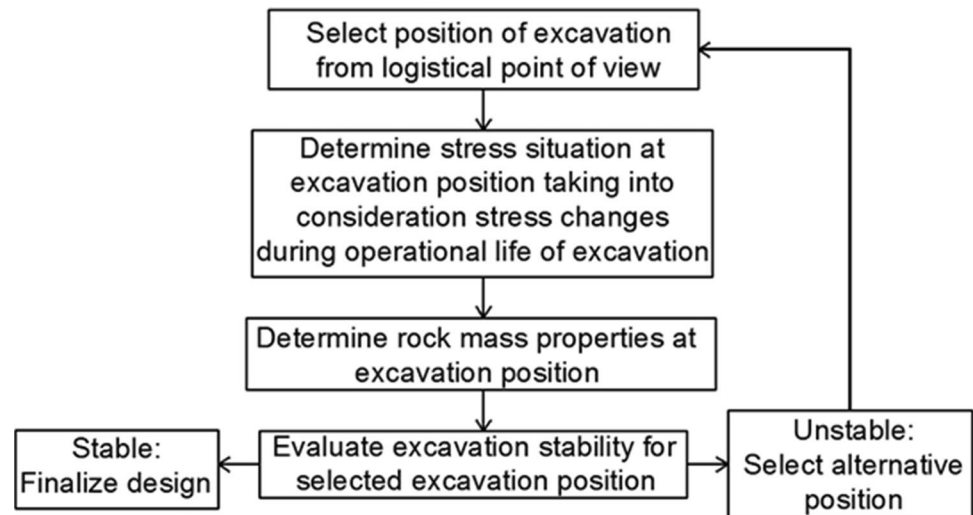 Select position of excavation
from logistical point of view
Determine stress situation at
excavation position taking into
consideration stress changes
during operational life of excavation
Determine rock mass properties at
excavation position
Evaluate excavation stability for
selected excavation position
Stable:
Finalize design
Unstable:
Select alternative
position